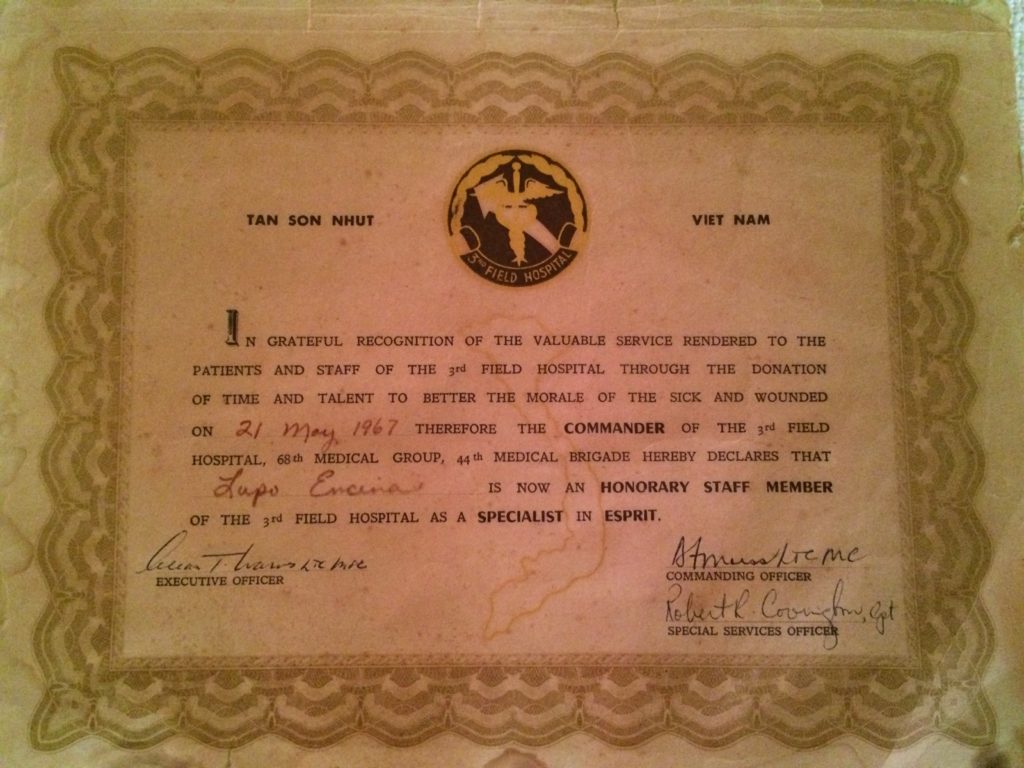 TAN SON NHUT
VIET NAM
3RD FIELD HOSPITAL
IN GRATEFUL RECOGNITION OF THE VALUABLE SERVICE RENDERED TO THE
PATIENTS AND STAFF OF THE 3rd FIELD HOSPITAL THROUGH THE DONATION
OF TIME AND TALENT TO BETTER THE MORALE OF THE SICK AND WOUNDED
ON 21 May 1967 THEREFORE THE COMMANDER OF THE 3rd FIELD
HOSPITAL, 68th MEDICAL GROUP, 44th MEDICAL BRIGADE HEREBY DECLARES THAT
Lupo Encina IS NOW AN HONORARY STAFF MEMBER
OF THE 3rd FIELD HOSPITAL AS A SPECIALIST IN ESPRIT.
EXECUTIVE OFFICER
LTC MC
COMMANDING OFFICER
Robert R. Covington, Cpt
SPECIAL SERVICES OFFICER